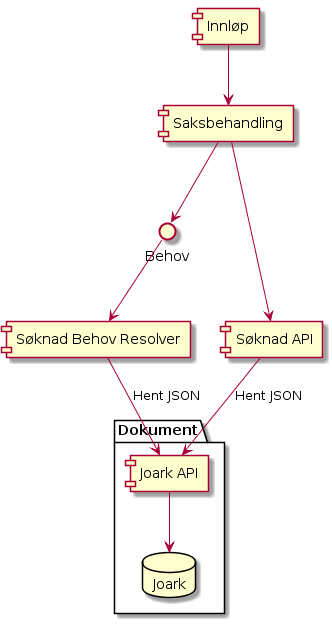 Innløp
Saksbehandling
Behov
Søknad Behov Resolver
Søknad API
Hent JSON
Hent JSON
Dokument
Joark API
Joark